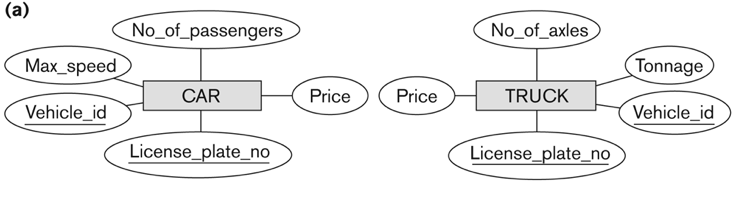 (a)
No_of_passengers
Max_speed
Vehicle_id
CAR
Price
License_plate_no
No_of_axles
Price
TRUCK
Tonnage
Vehicle_id
License_plate_no